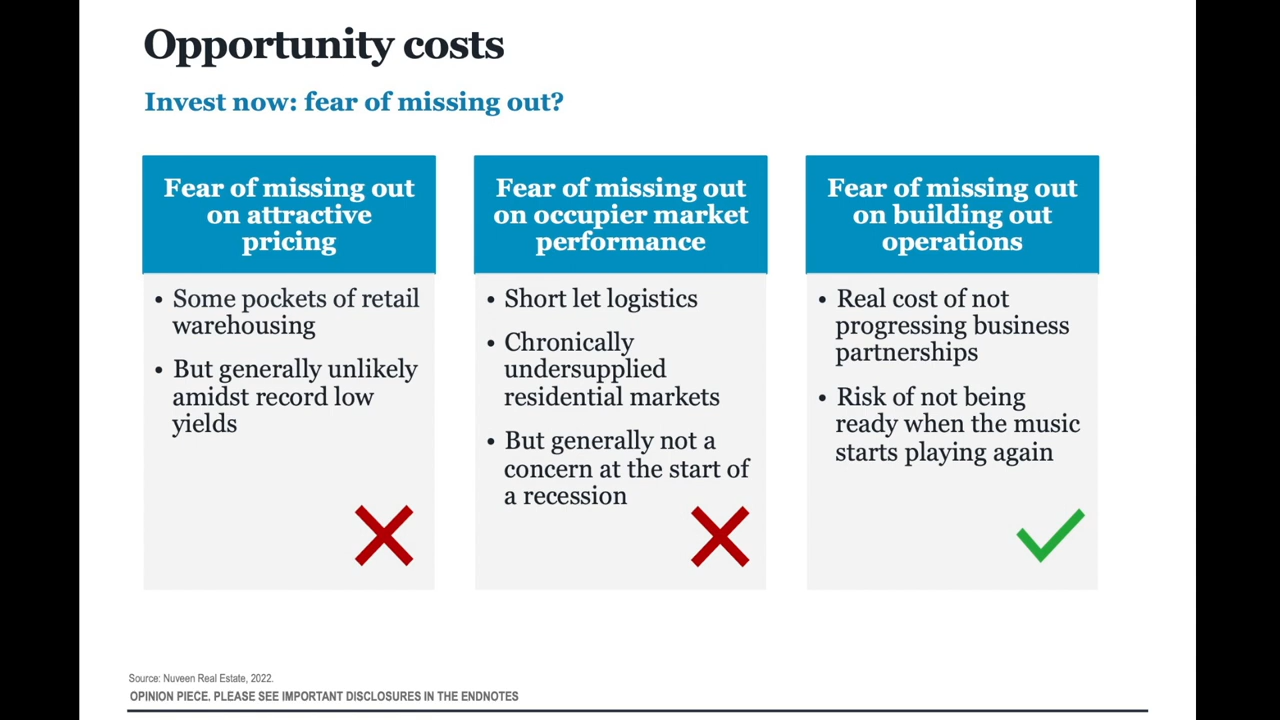 Opportunity costs
Invest now: fear of missing out?
Fear of missing out
on attractive
pricing
• Some pockets of retail
warehousing
• But generally unlikely
amidst record low
yields
Fear of missing out
on occupier market
performance
• Short let logistics
• Chronically
undersupplied
residential markets
• But generally not a
concern at the start of
a recession
Fear of missing out
on building out
operations
• Real cost of not
progressing business
partnerships
• Risk of not being
ready when the music
starts playing again
Source: Nuveen Real Estate, 2022.
OPINION PIECE. PLEASE SEE IMPORTANT DISCLOSURES IN THE ENDNOTES